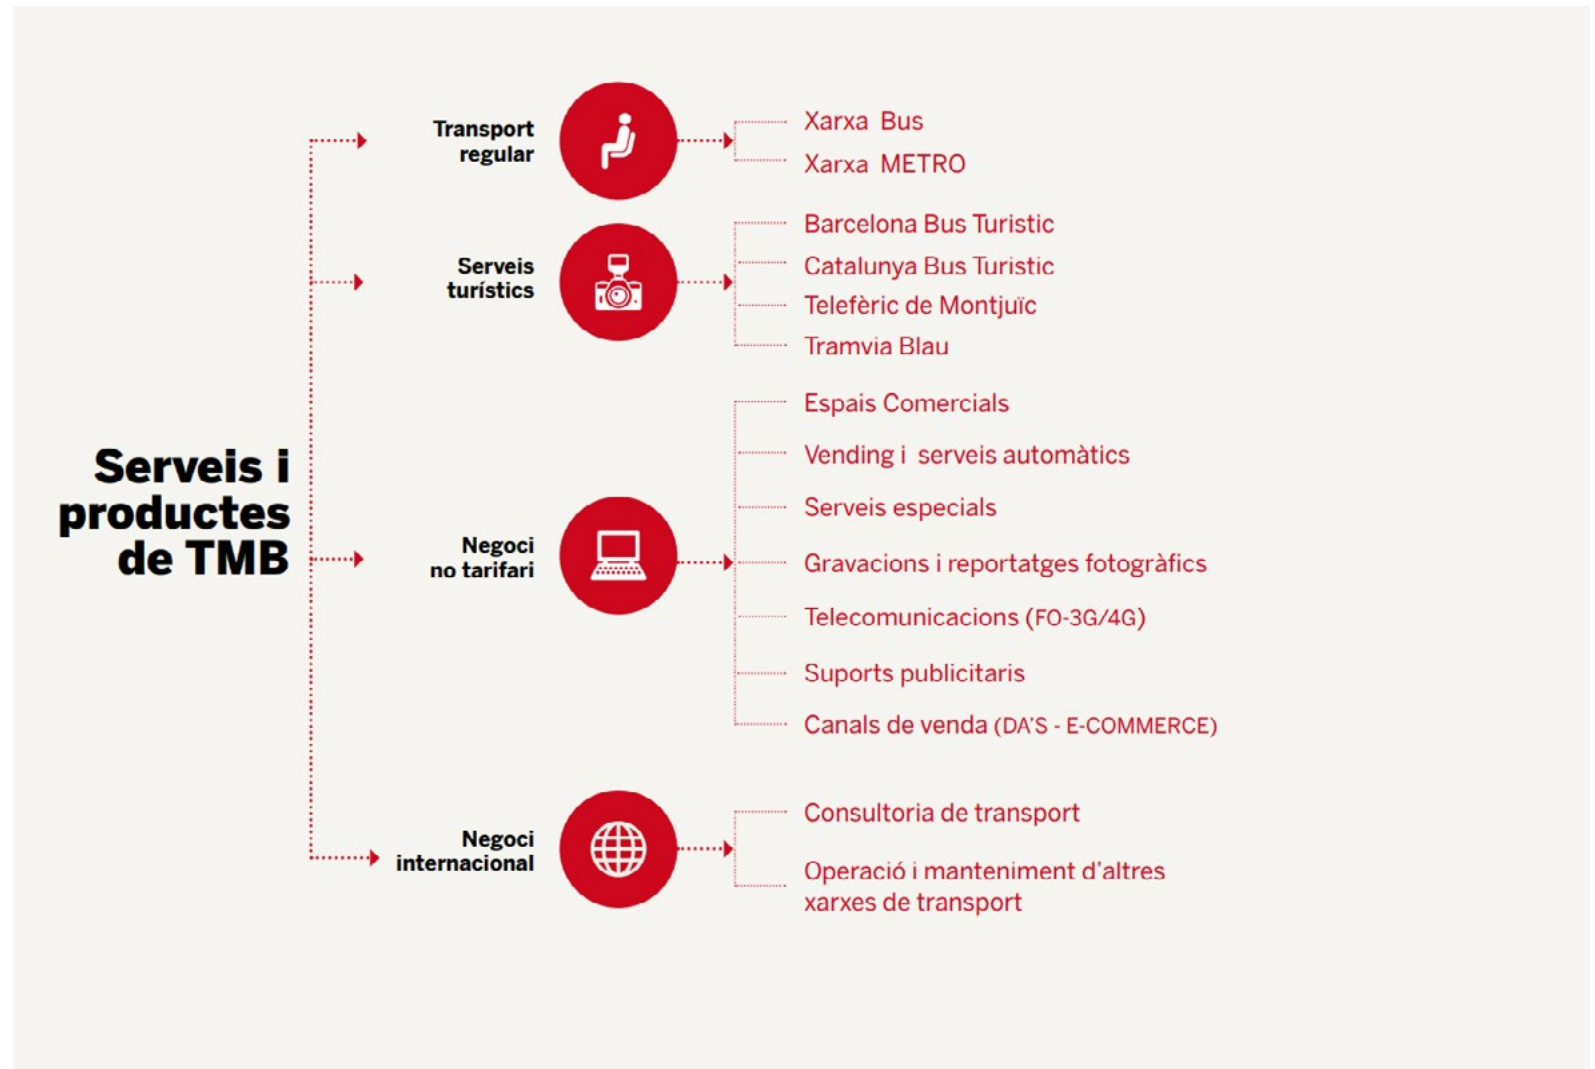 Serveis i
productes
de TMB
Transport
regular
Xarxa Bus
Xarxa METRO
Serveis
turístics
Barcelona Bus Turistic
Catalunya Bus Turistic
Telefèric de Montjuïc
Tramvia Blau
Negoci
no tarifari
Espais Comercials
Vending i serveis automàtics
Serveis especials
Gravacions i reportatges fotogràfics
Telecomunicacions (FO-3G/4G)
Suports publicitaris
Canals de venda (DA'S - E-COMMERCE)
Negoci
internacional
Consultoria de transport
Operació i manteniment d'altres
xarxes de transport